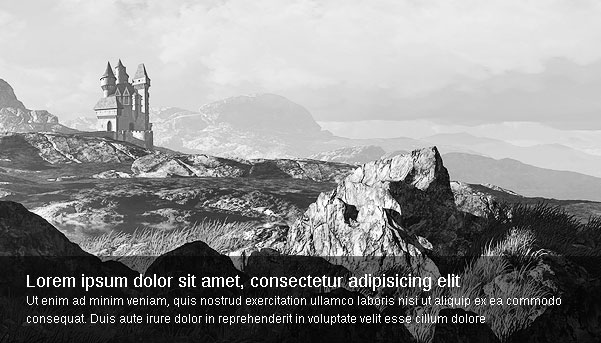 Lorem ipsum dolor sit amet, consectetur adipisicing elit
Ut enim ad minim veniam, quis nostrud exercitation ullamco laboris nisi ut aliquip ex ea commodo
consequat. Duis aute irure dolor in reprehenderit in voluptate velit esse cillum dolore